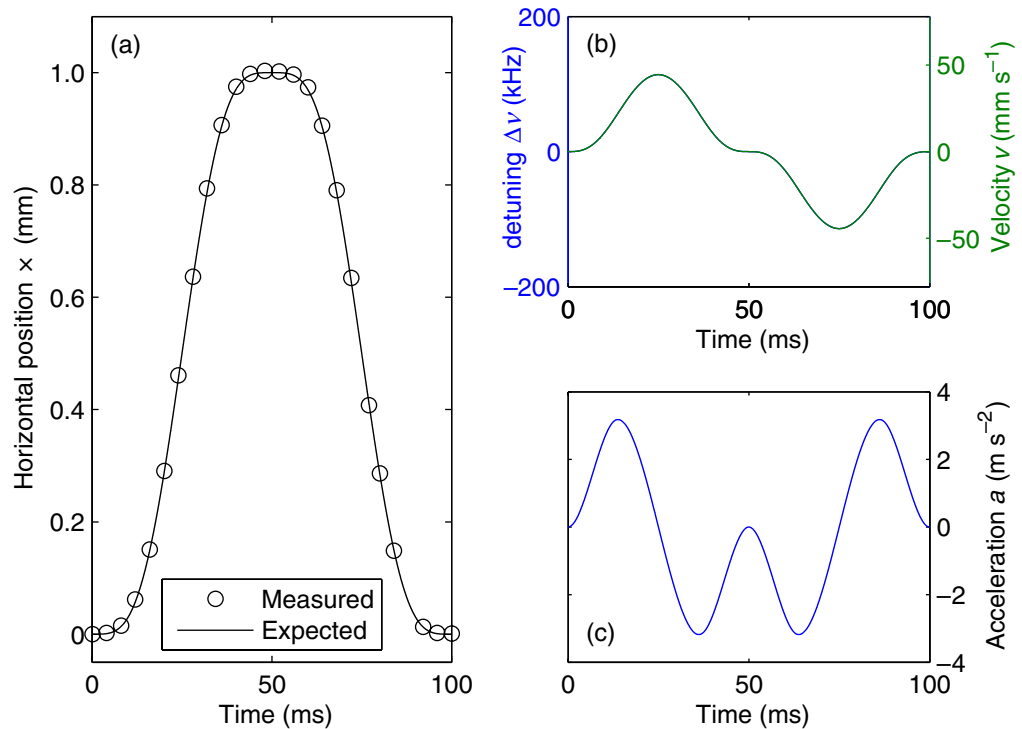 (a)
Horizontal position × (mm)
1.0
0.8
0.6
0.4
0.2
0
Measured
Expected
0
50
100
Time (ms)
(b)
detuning Δν (kHz)
200
0
−200
Velocity v (mm s−1)
50
0
−50
0
50
100
Time (ms)
(c)
Acceleration a (m s−2)
4
2
0
−2
−4
0
50
100
Time (ms)